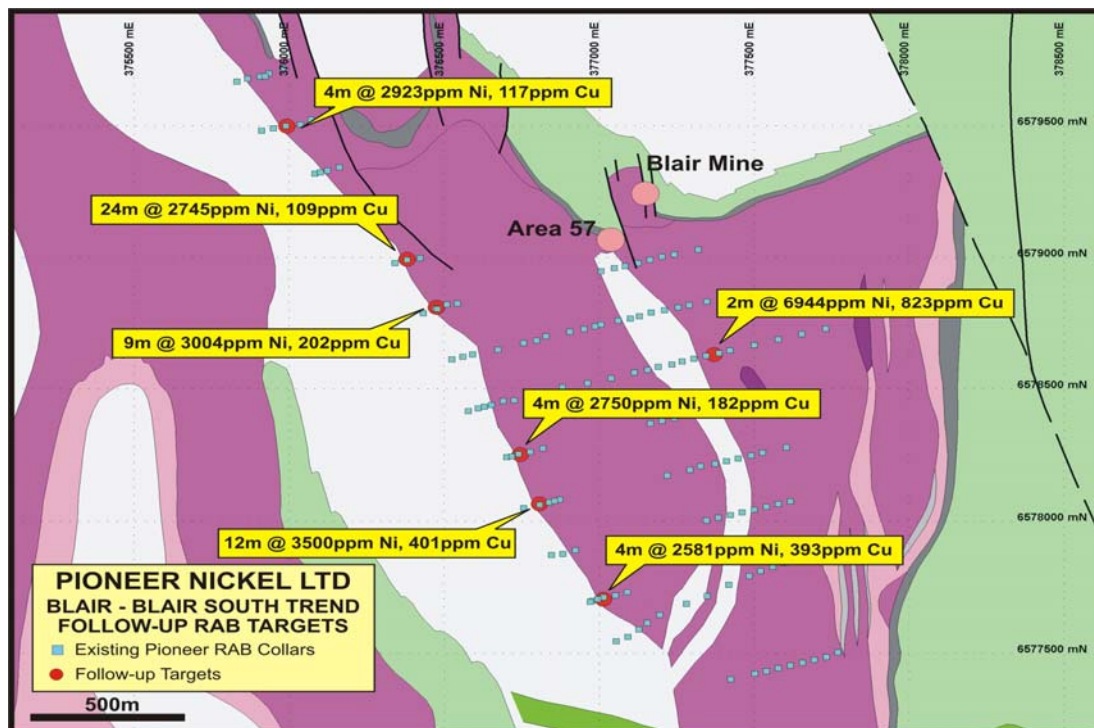 375500 mE
376000 mE
376500 mE
377000 mE
377500 mE
378000 mE
378500 mE
4m @ 2923ppm Ni, 117ppm Cu
6579500 mN
Blair Mine
24m @ 2745ppm Ni, 109ppm Cu
Area 57
6579000 mN
2m @ 6944ppm Ni, 823ppm Cu
9m @ 3004ppm Ni, 202ppm Cu
6578500 mN
4m @ 2750ppm Ni, 182ppm Cu
6578000 mN
12m @ 3500ppm Ni, 401ppm Cu
4m @ 2581ppm Ni, 393ppm Cu
PIONEER NICKEL LTD
BLAIR - BLAIR SOUTH TREND
FOLLOW-UP RAB TARGETS
Existing Pioneer RAB Collars
Follow-up Targets
6577500 mN
500m